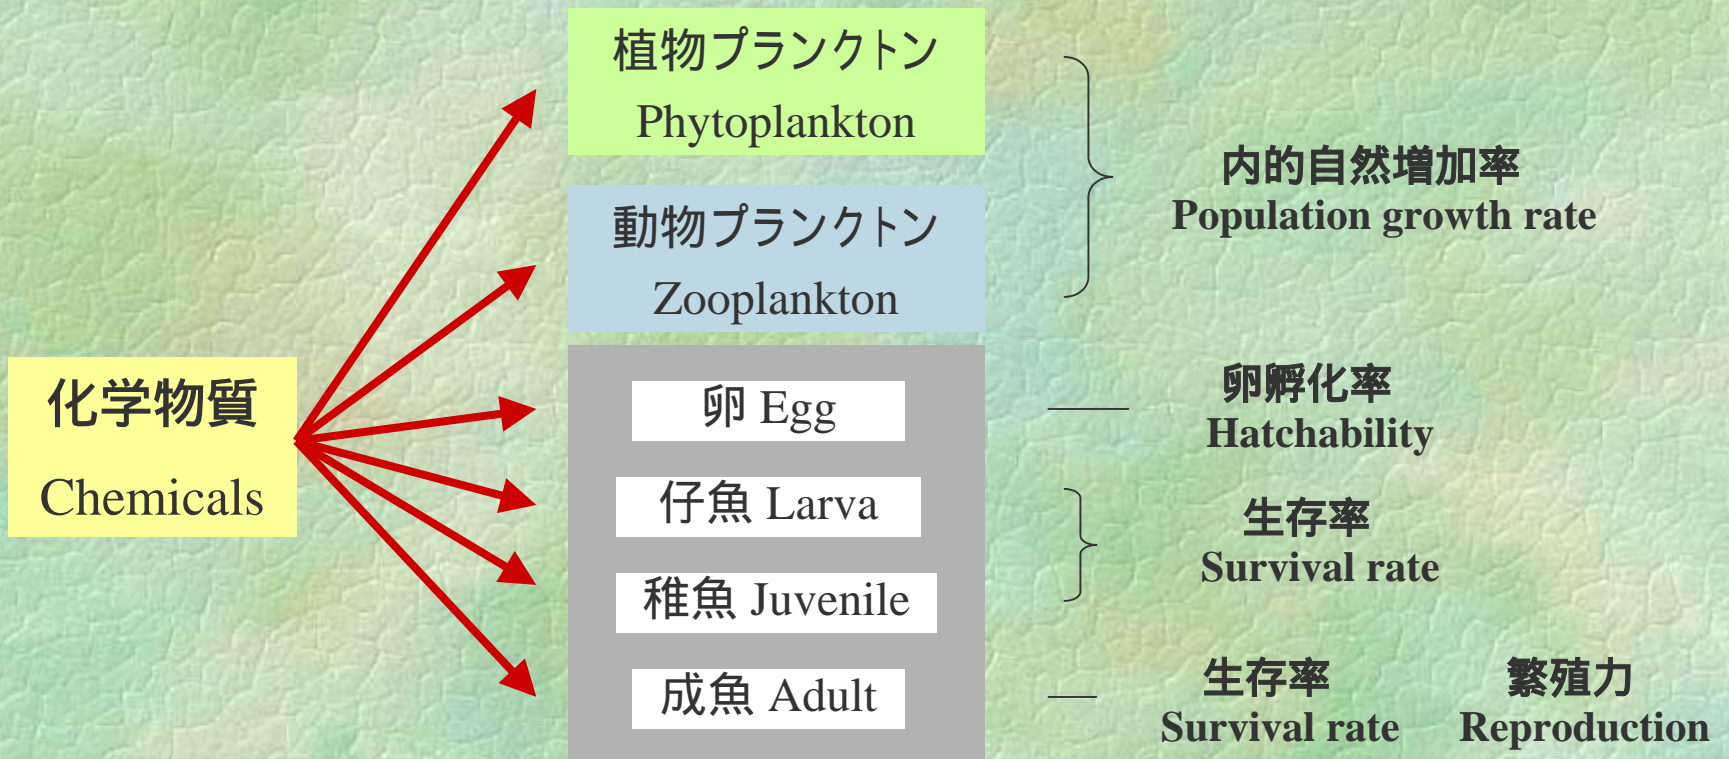 植物プランクトン
Phytoplankton
動物プランクトン
Zooplankton
内的自然増加率
Population growth rate
化学物質
Chemicals
卵 Egg
卵孵化率
Hatchability
仔魚 Larva
稚魚 Juvenile
生存率
Survival rate
成魚 Adult
生存率
Survival rate
繁殖力
Reproduction